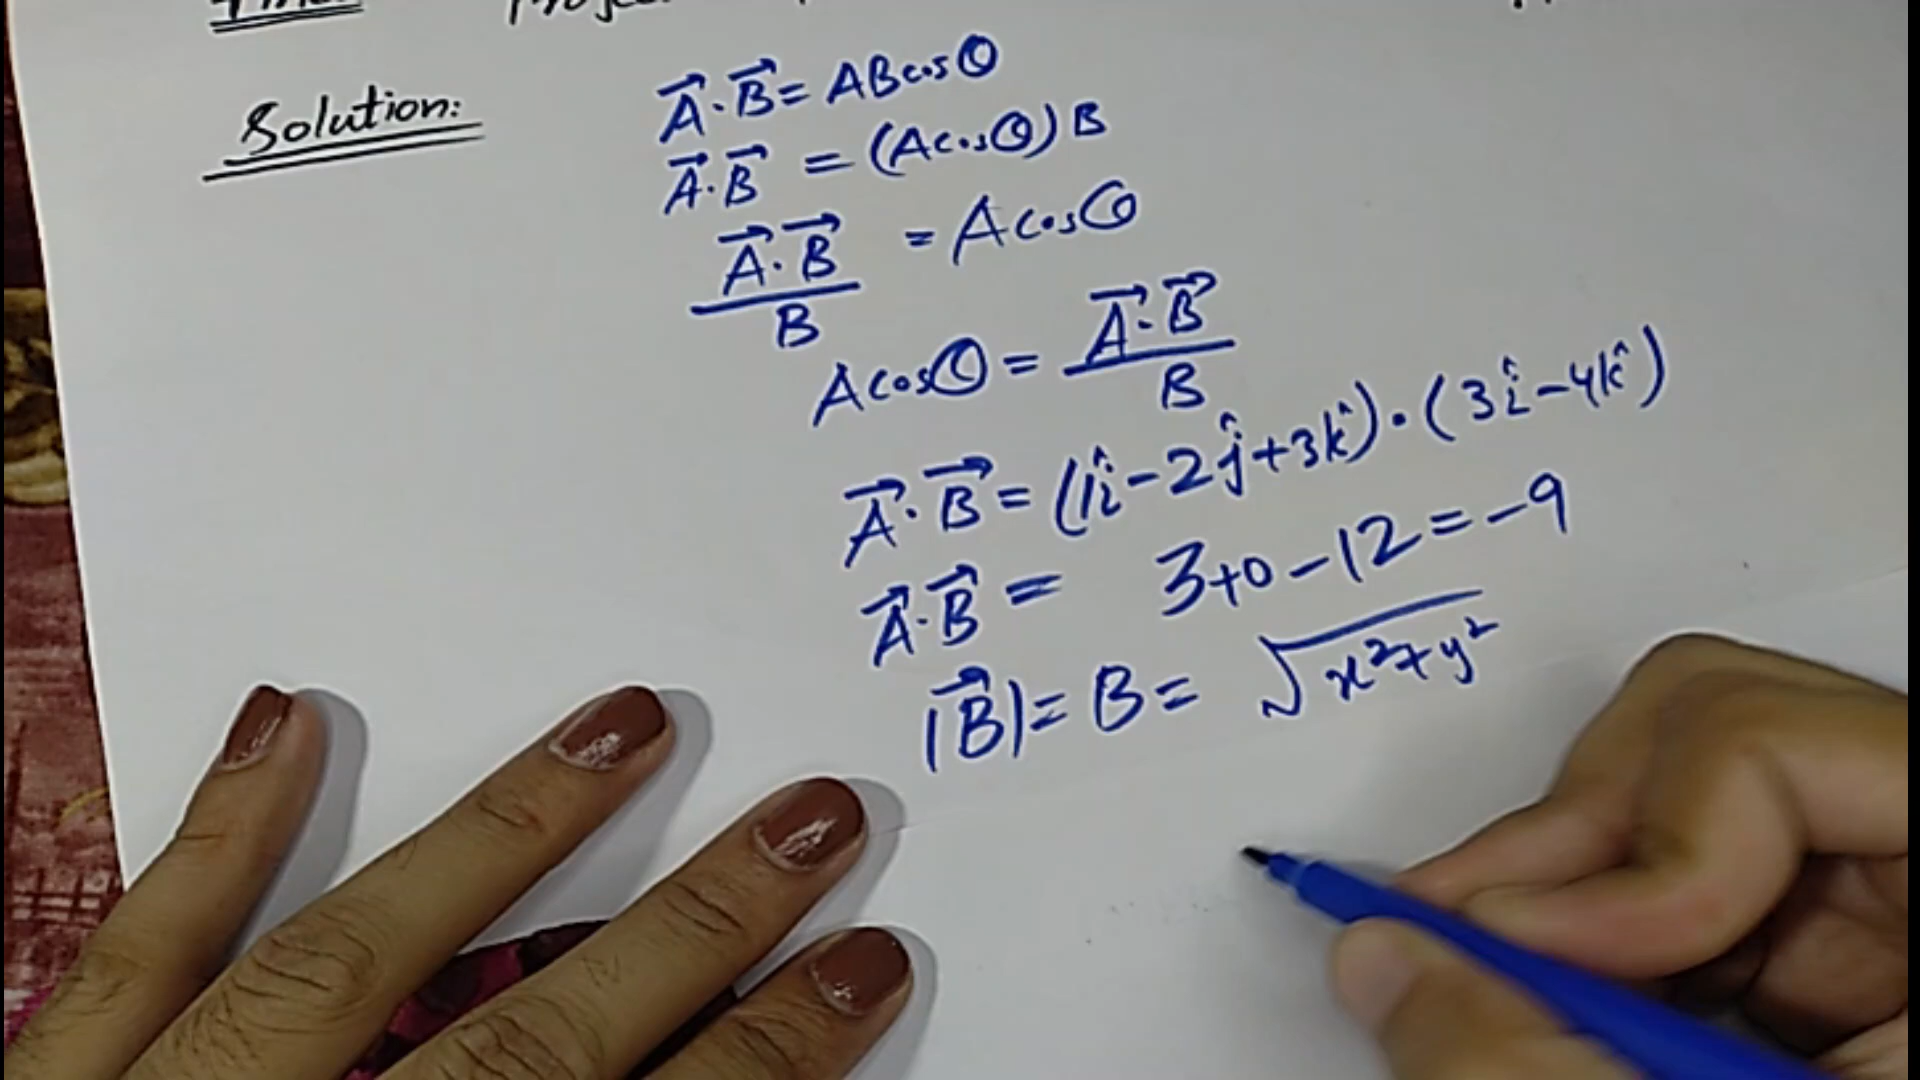 Solution:
A⃗·B⃗ = ABcosθ
A⃗·B⃗ = (Acosθ)B
A⃗·B⃗ / B = Acosθ
Acosθ = A⃗·B⃗ / B
A⃗·B⃗ = (1î-2ĵ+3k̂)·(3î-4k̂)
A⃗·B⃗ = 3+0-12=-9
|B⃗|= B= √x²+y²